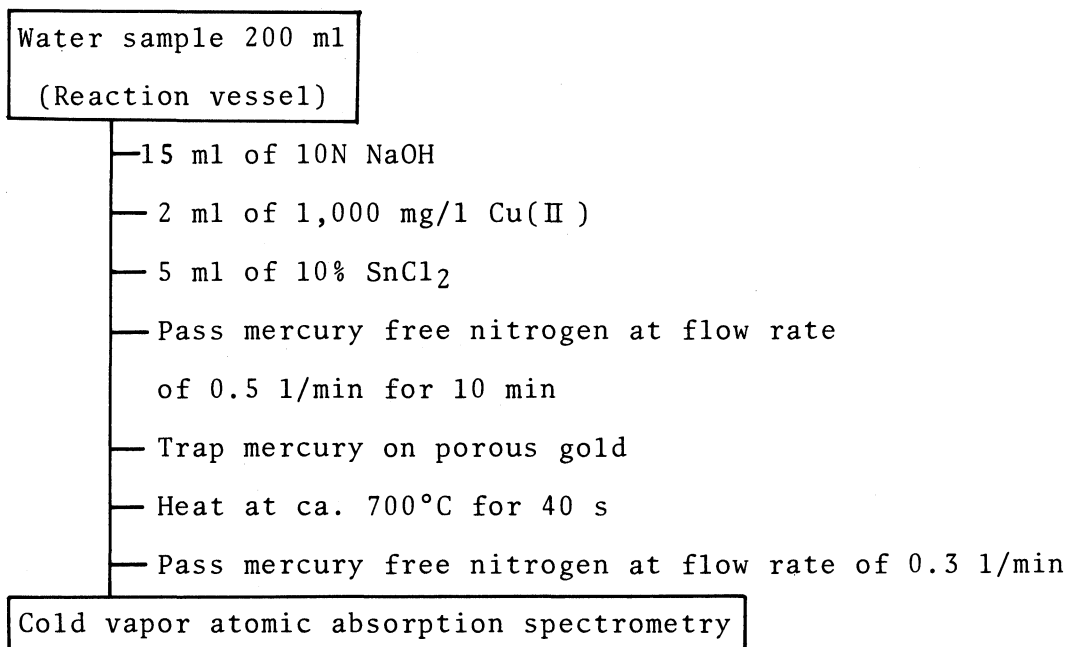 Water sample 200 ml
(Reaction vessel)
15 ml of 10N NaOH
2 ml of 1,000 mg/l Cu(Ⅱ)
5 ml of 10% SnCl₂
Pass mercury free nitrogen at flow rate
of 0.5 l/min for 10 min
Trap mercury on porous gold
Heat at ca. 700°C for 40 s
Pass mercury free nitrogen at flow rate of 0.3 l/min
Cold vapor atomic absorption spectrometry